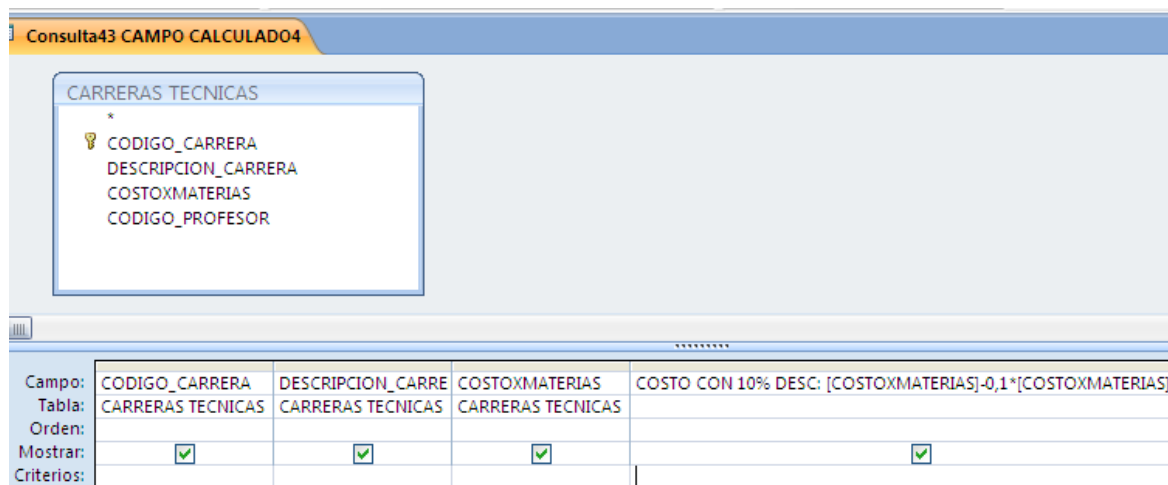 Consulta43 CAMPO CALCULADO4
CARRERAS TECNICAS
*
CODIGO_CARRERA
DESCRIPCION_CARRERA
COSTOXMATERIAS
CODIGO_PROFESOR
Campo: CODIGO_CARRERA DESCRIPCION_CARRE COSTOXMATERIAS COSTO CON 10% DESC: [COSTOXMATERIAS]-0,1*[COSTOXMATERIAS]
Tabla: CARRERAS TECNICAS CARRERAS TECNICAS CARRERAS TECNICAS
Orden:
Mostrar:
Criterios: